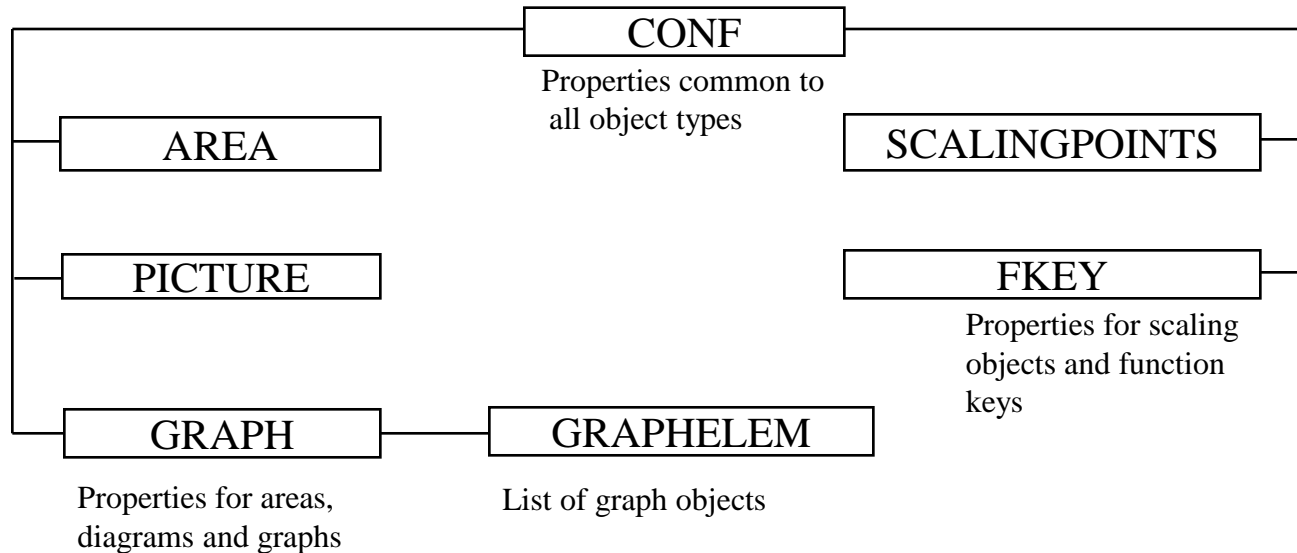 CONF
Properties common to
all object types
AREA
SCALINGPOINTS
PICTURE
FKEY
Properties for scaling
objects and function
keys
GRAPH
GRAPHELEM
Properties for areas,
diagrams and graphs
List of graph objects